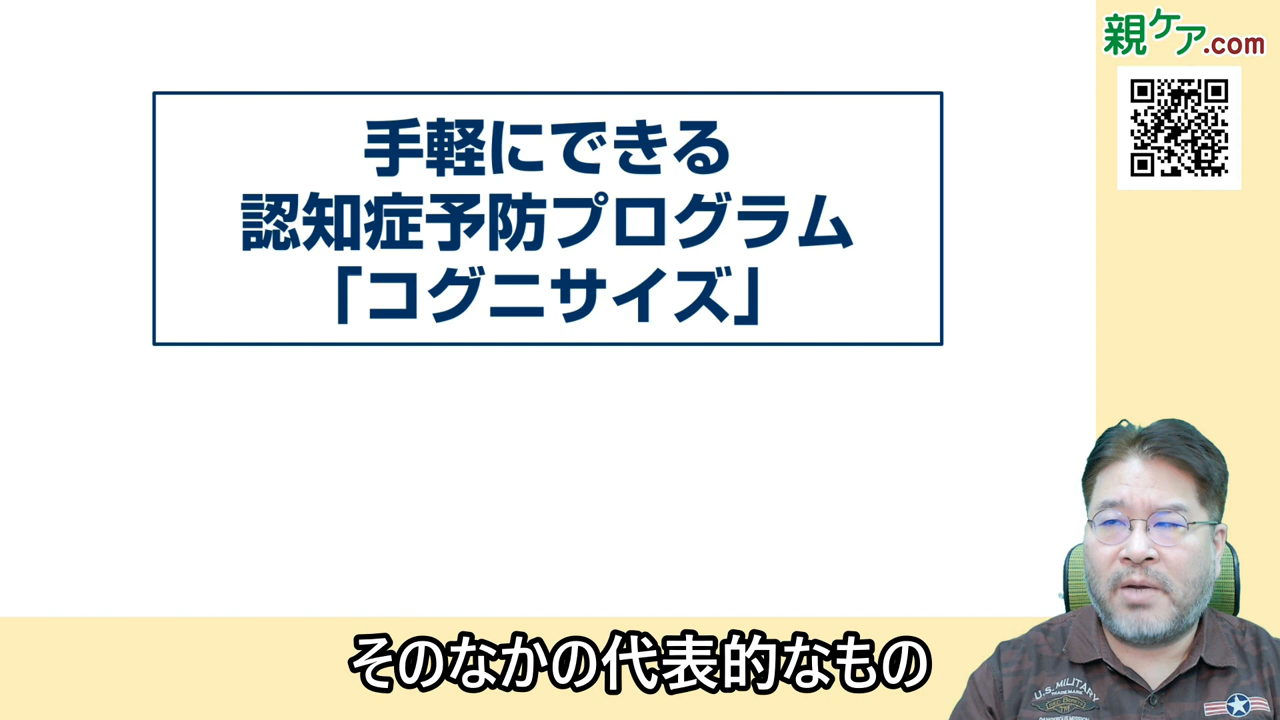 親ケア.com
手軽にできる
認知症予防プログラム
「コグニサイズ」
そのなかの代表的なもの
U.S. MILITARY
TRADE MARK